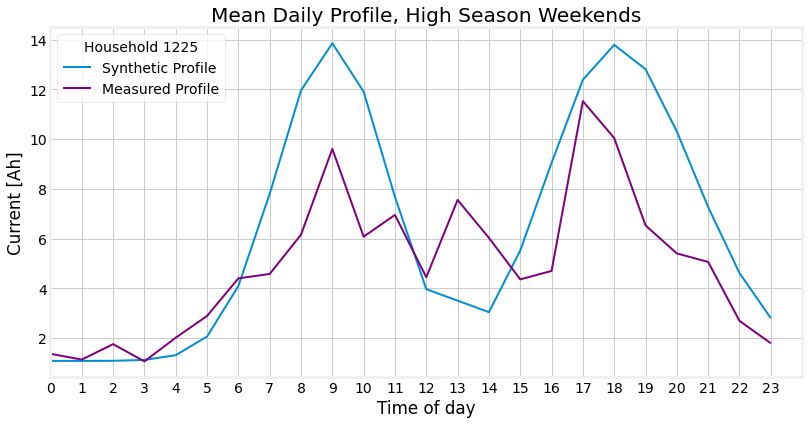 Mean Daily Profile, High Season Weekends
Household 1225
Synthetic Profile
Measured Profile
Current [Ah]
14
12
10
8
6
4
2
0 1 2 3 4 5 6 7 8 9 10 11 12 13 14 15 16 17 18 19 20 21 22 23
Time of day